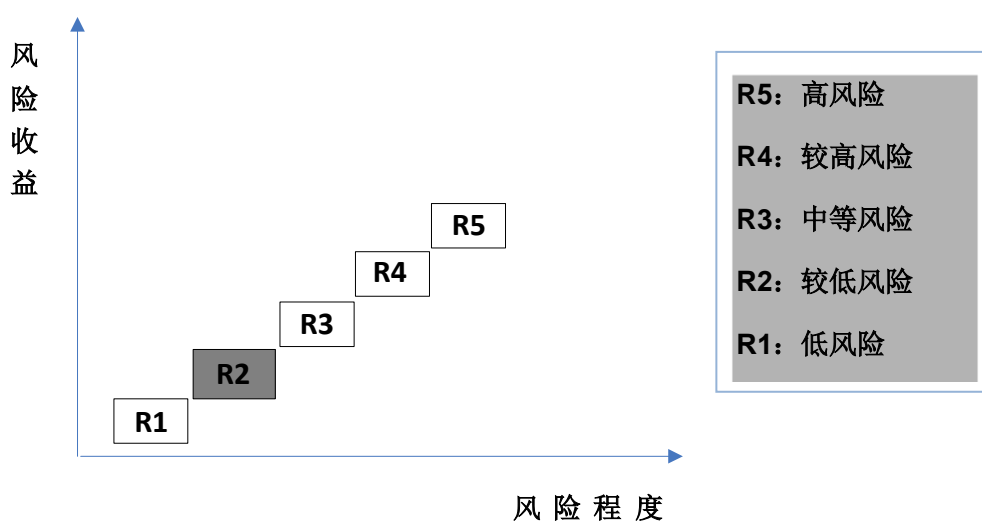 风
险
收
益
R5
R4
R3
R2
R1
风 险 程 度
R5：高风险
R4：较高风险
R3：中等风险
R2：较低风险
R1：低风险